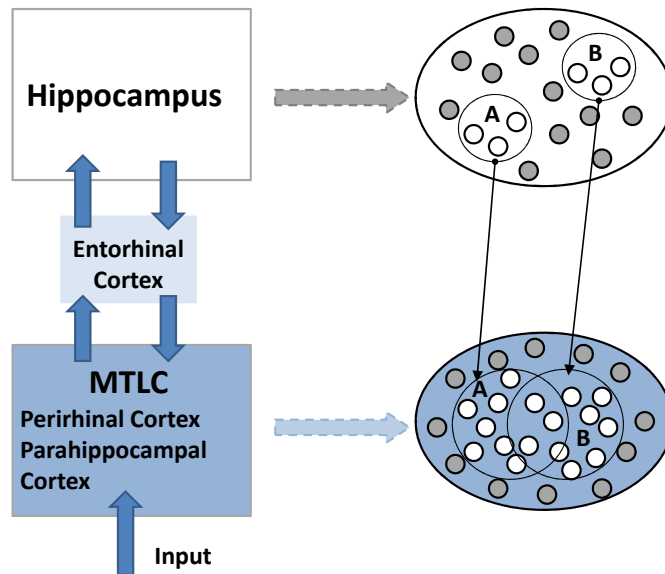 Hippocampus
B
A
Entorhinal
Cortex
MTLC
Perirhinal Cortex
Parahippocampal
Cortex
A
B
Input